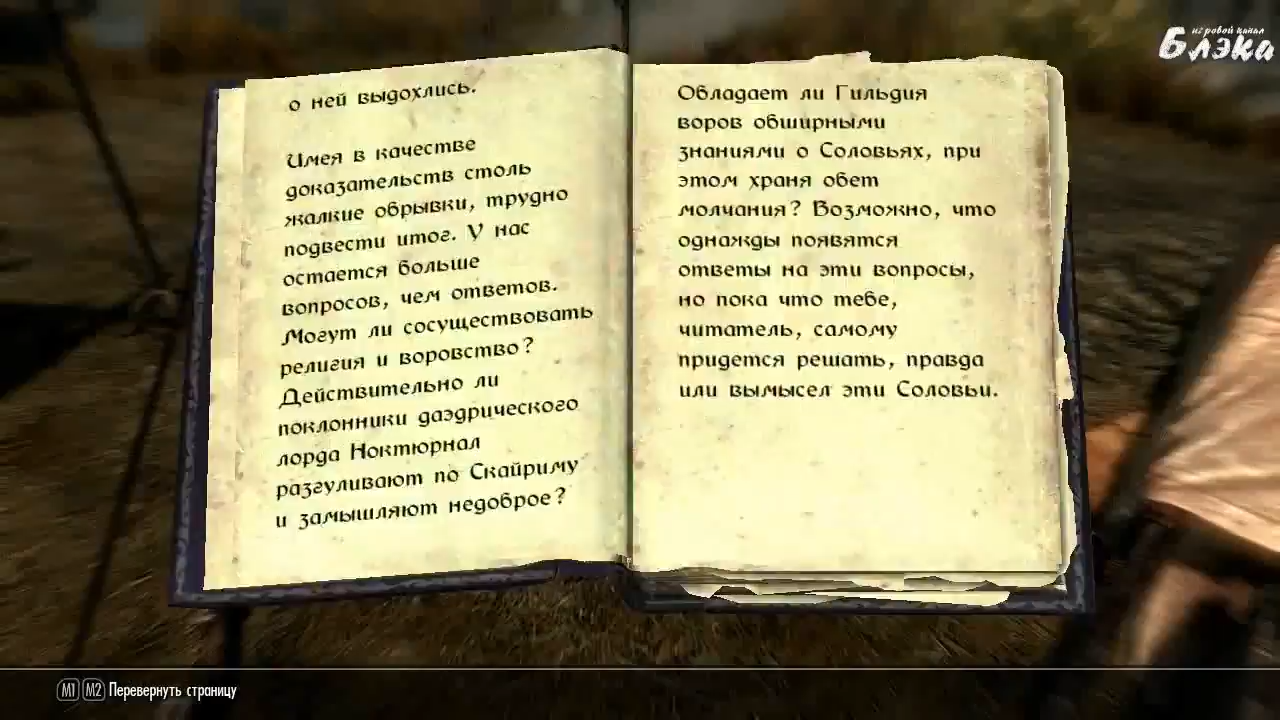 игровой канал
Блэка
о ней выдохлись.
Имея в качестве
доказательств столь
жалкие обрывки, трудно
подвести итог. У нас
остается больше
вопросов, чем ответов.
Могут ли сосуществовать
религия и воровство?
Действительно ли
поклонники даэдрического
лорда Ноктюрнал
разгуливают по Скайриму
и замышляют недоброе?
Обладает ли Гильдия
воров обширными
знаниями о Соловьях, при
этом храня обет
молчания? Возможно, что
однажды появятся
ответы на эти вопросы,
но пока что тебе,
читатель, самому
придется решать, правда
или вымысел эти Соловьи.
М1 М2 Перевернуть страницу